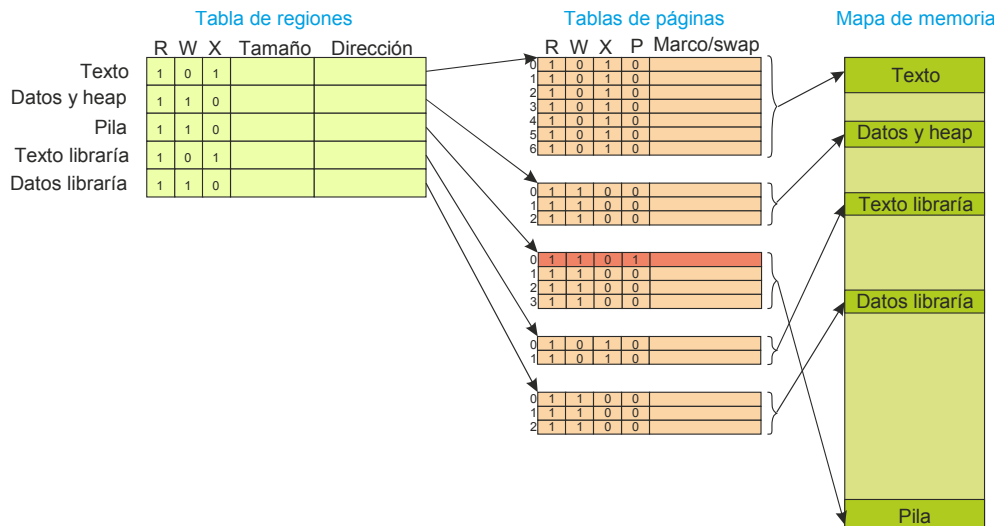 Tabla de regiones
Tablas de páginas
Mapa de memoria
R W X Tamaño Dirección
Texto 1 0 1
Datos y heap 1 1 0
Pila 1 1 0
Texto libraría 1 0 1
Datos libraría 1 1 0
R W X P Marco/swap
0 1 0 1 0
1 1 0 1 0
2 1 0 1 0
3 1 0 1 0
4 1 0 1 0
5 1 0 1 0
6 1 0 1 0
0 1 1 0 0
1 1 1 0 0
2 1 1 0 0
0 1 1 0 1
1 1 1 0 0
2 1 1 0 0
3 1 1 0 0
0 1 0 1 0
1 1 0 1 0
0 1 1 0 0
1 1 1 0 0
2 1 1 0 0
Texto
Datos y heap
Texto libraría
Datos libraría
Pila